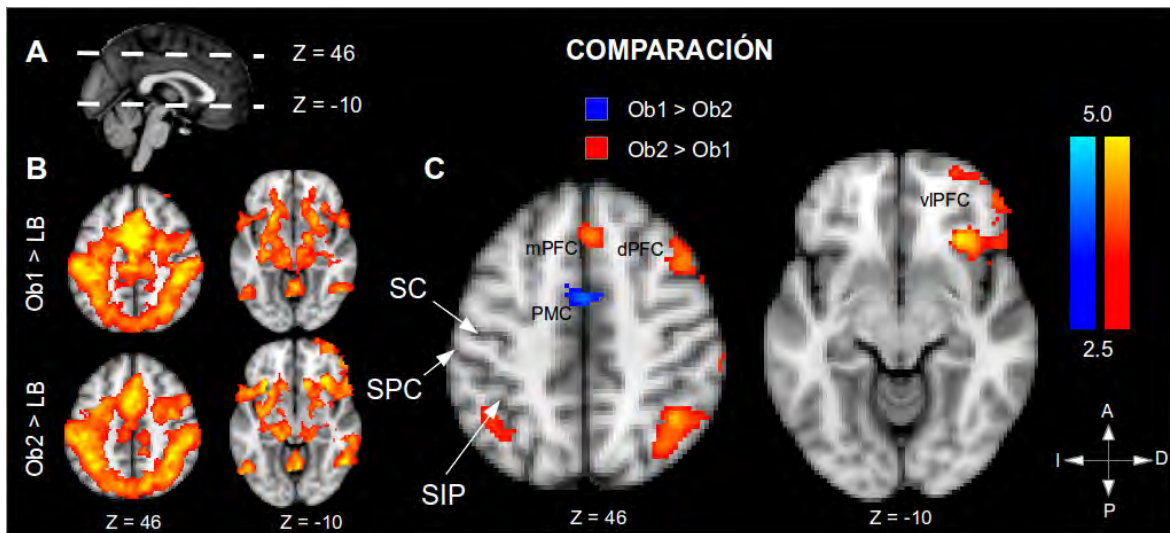 A
Z = 46
Z = -10
COMPARACIÓN
Ob1 > Ob2
Ob2 > Ob1
5.0
2.5
B
Ob1 > LB
Ob2 > LB
Z = 46
Z = -10
C
mPFC
dPFC
PMC
SC
SPC
SIP
Z = 46
vlPFC
Z = -10
A
I
D
P